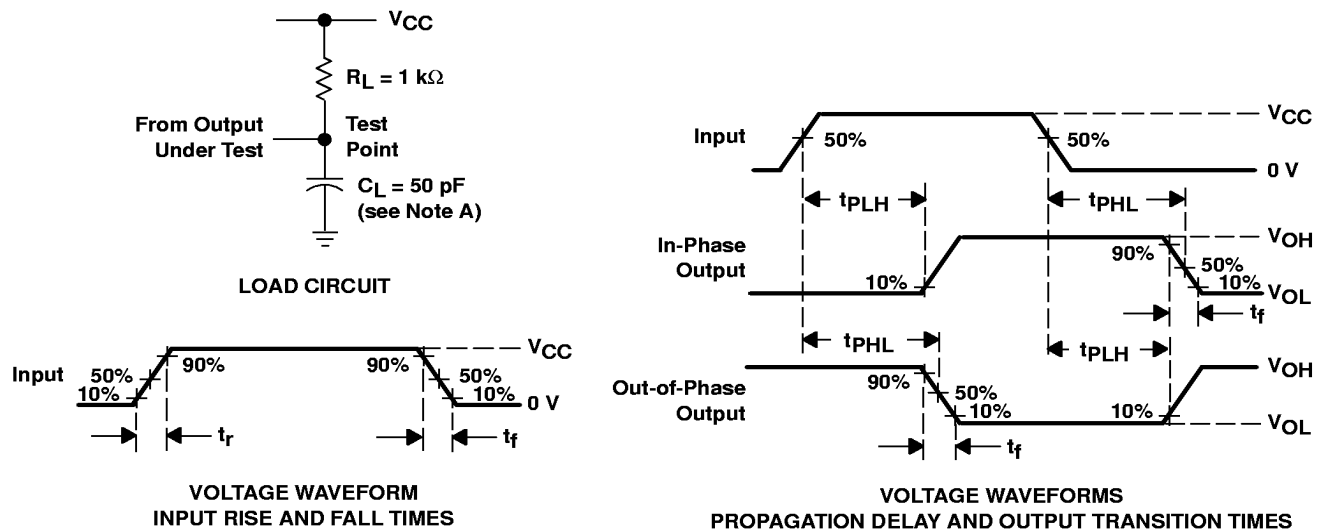 VCC
RL = 1 kΩ
From Output
Under Test
Test
Point
CL = 50 pF
(see Note A)
LOAD CIRCUIT
Input
50%
10%
90%
90%
50%
10%
VCC
0 V
tr
tf
VOLTAGE WAVEFORM
INPUT RISE AND FALL TIMES
Input
50%
50%
VCC
0 V
tPLH
tPHL
In-Phase
Output
10%
90%
50%
10%
VOH
VOL
tf
tPHL
tPLH
Out-of-Phase
Output
90%
50%
10%
10%
VOH
VOL
tf
VOLTAGE WAVEFORMS
PROPAGATION DELAY AND OUTPUT TRANSITION TIMES